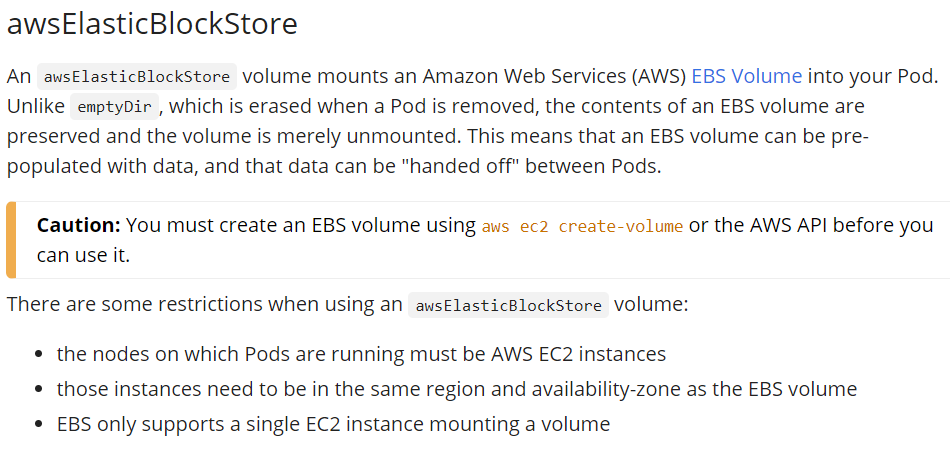 awsElasticBlockStore
An awsElasticBlockStore volume mounts an Amazon Web Services (AWS) EBS Volume into your Pod.
Unlike emptyDir, which is erased when a Pod is removed, the contents of an EBS volume are
preserved and the volume is merely unmounted. This means that an EBS volume can be pre-
populated with data, and that data can be "handed off" between Pods.
Caution: You must create an EBS volume using aws ec2 create-volume or the AWS API before you
can use it.
There are some restrictions when using an awsElasticBlockStore volume:
• the nodes on which Pods are running must be AWS EC2 instances
• those instances need to be in the same region and availability-zone as the EBS volume
• EBS only supports a single EC2 instance mounting a volume